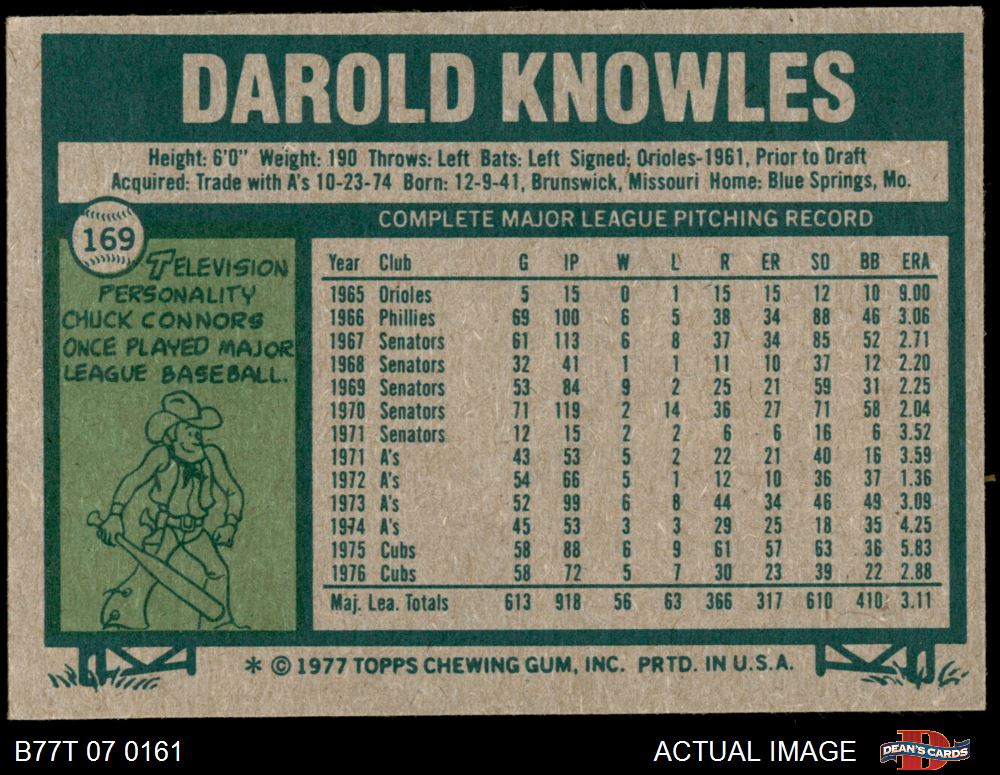 DAROLD KNOWLES
Height: 6'0" Weight: 190 Throws: Left Bats: Left Signed: Orioles-1961, Prior to Draft
Acquired: Trade with A's 10-23-74 Born: 12-9-41, Brunswick, Missouri Home: Blue Springs, Mo.
169
TELEVISION
PERSONALITY
CHUCK CONNORS
ONCE PLAYED MAJOR
LEAGUE BASEBALL.
COMPLETE MAJOR LEAGUE PITCHING RECORD
Year Club G IP W L R ER SO BB ERA
1965 Orioles 5 15 0 1 15 15 12 10 9.00
1966 Phillies 69 100 6 5 38 34 88 46 3.06
1967 Senators 61 113 6 8 37 34 85 52 2.71
1968 Senators 32 41 1 1 11 10 37 12 2.20
1969 Senators 53 84 9 2 25 21 59 31 2.25
1970 Senators 71 119 2 14 36 27 71 58 2.04
1971 Senators 12 15 2 2 6 6 16 6 3.52
1971 A's 43 53 5 2 22 21 40 16 3.59
1972 A's 54 66 5 1 12 10 36 37 1.36
1973 A's 52 99 6 8 44 34 46 49 3.09
1974 A's 45 53 3 3 29 25 18 35 4.25
1975 Cubs 58 88 6 9 61 57 63 36 5.83
1976 Cubs 58 72 5 7 30 23 39 22 2.88
Maj. Lea. Totals 613 918 56 63 366 317 610 410 3.11
* © 1977 TOPPS CHEWING GUM, INC. PRTD. IN U.S.A.
B77T 07 0161
ACTUAL IMAGE
DEAN'S CARDS